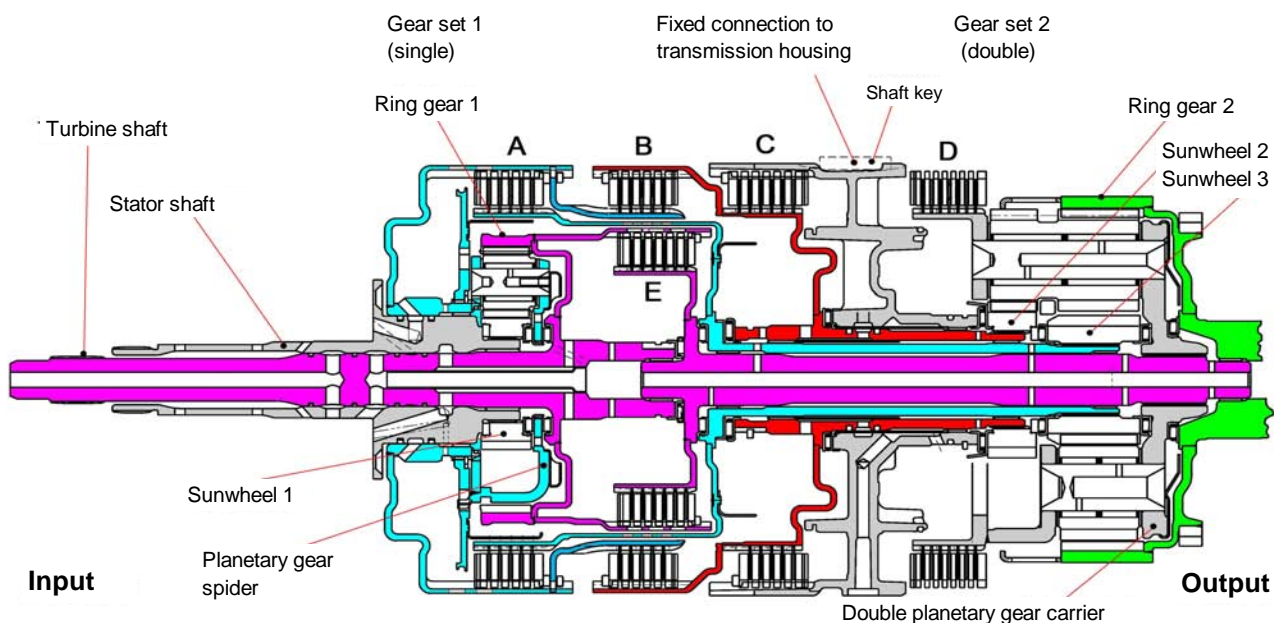 Gear set 1
(single)
Fixed connection to
transmission housing
Gear set 2
(double)
Shaft key
Ring gear 1
Ring gear 2
Turbine shaft
A
B
C
D
Sunwheel 2
Sunwheel 3
Stator shaft
E
Sunwheel 1
Planetary gear
spider
Input
Output
Double planetary gear carrier